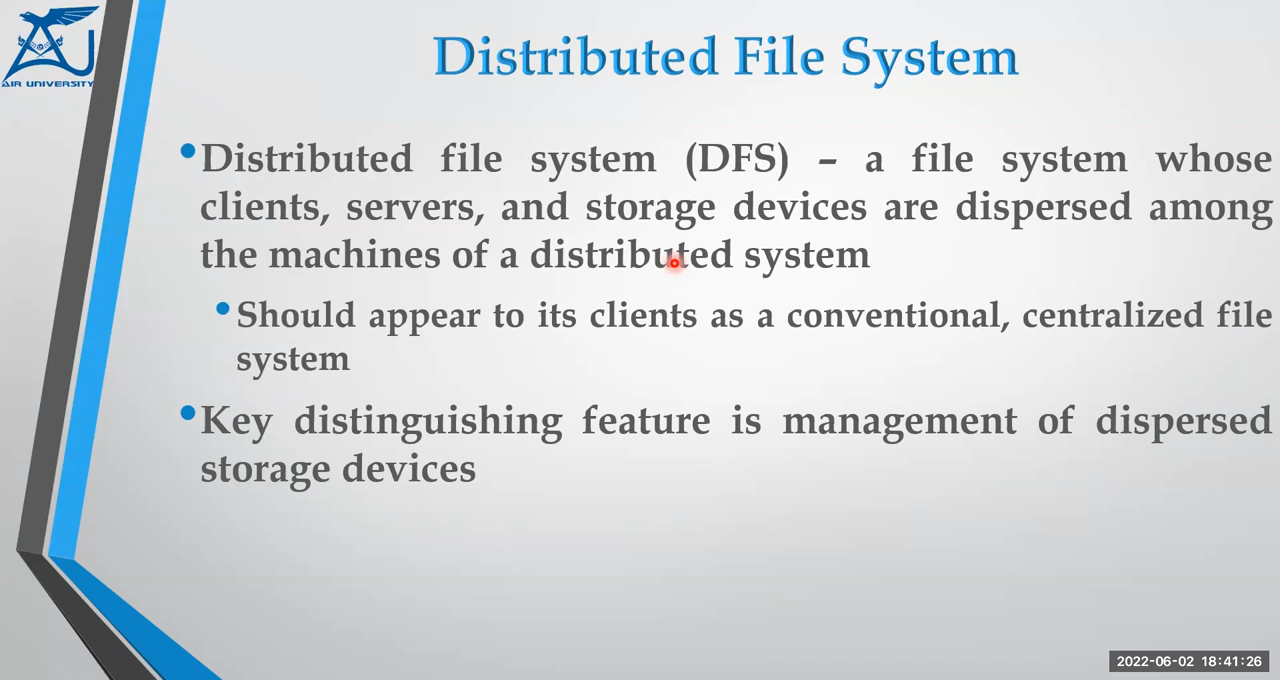 AIR UNIVERSITY
Distributed File System
•Distributed file system (DFS) – a file system whose
clients, servers, and storage devices are dispersed among
the machines of a distributed system
•Should appear to its clients as a conventional, centralized file
system
•Key distinguishing feature is management of dispersed
storage devices
2022-06-02 18:41:26